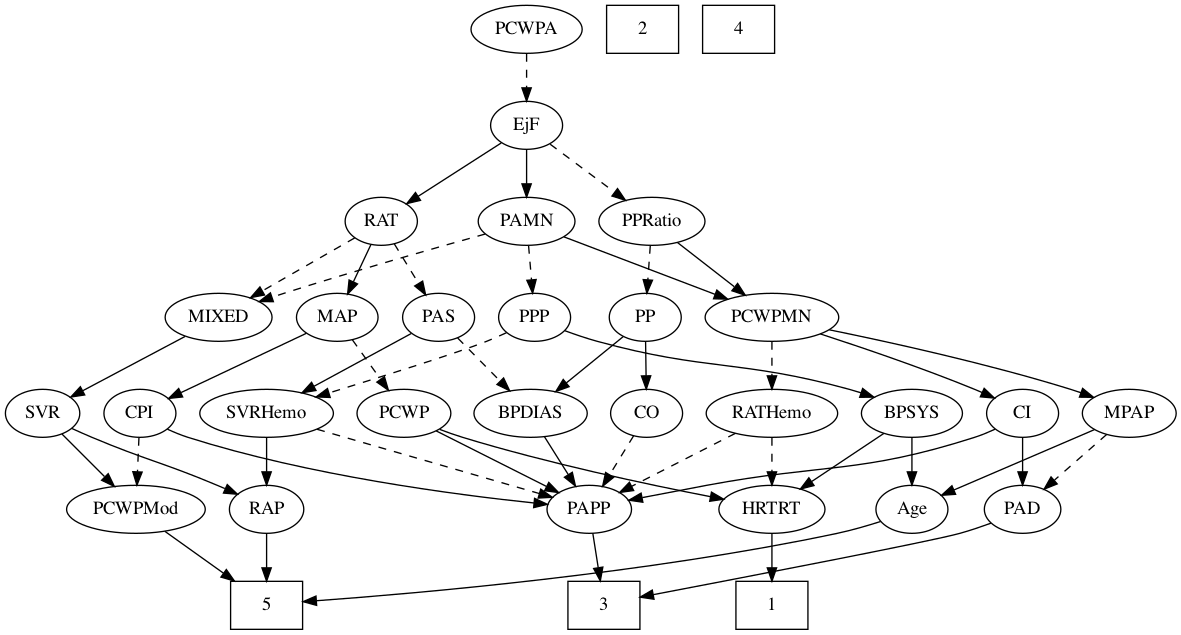 PCWPA
2
4
EjF
RAT
PAMN
PPRatio
MIXED
MAP
PAS
PPP
PP
PCWPMN
SVR
CPI
SVRHemo
PCWP
BPDIAS
CO
RATHemo
BPSYS
CI
MPAP
PCWPMod
RAP
PAPP
HRTRT
Age
PAD
5
3
1